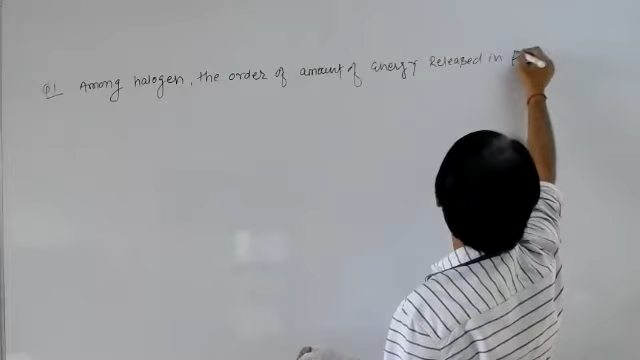 Q1 Among halogen, the order of amount of energy Released in